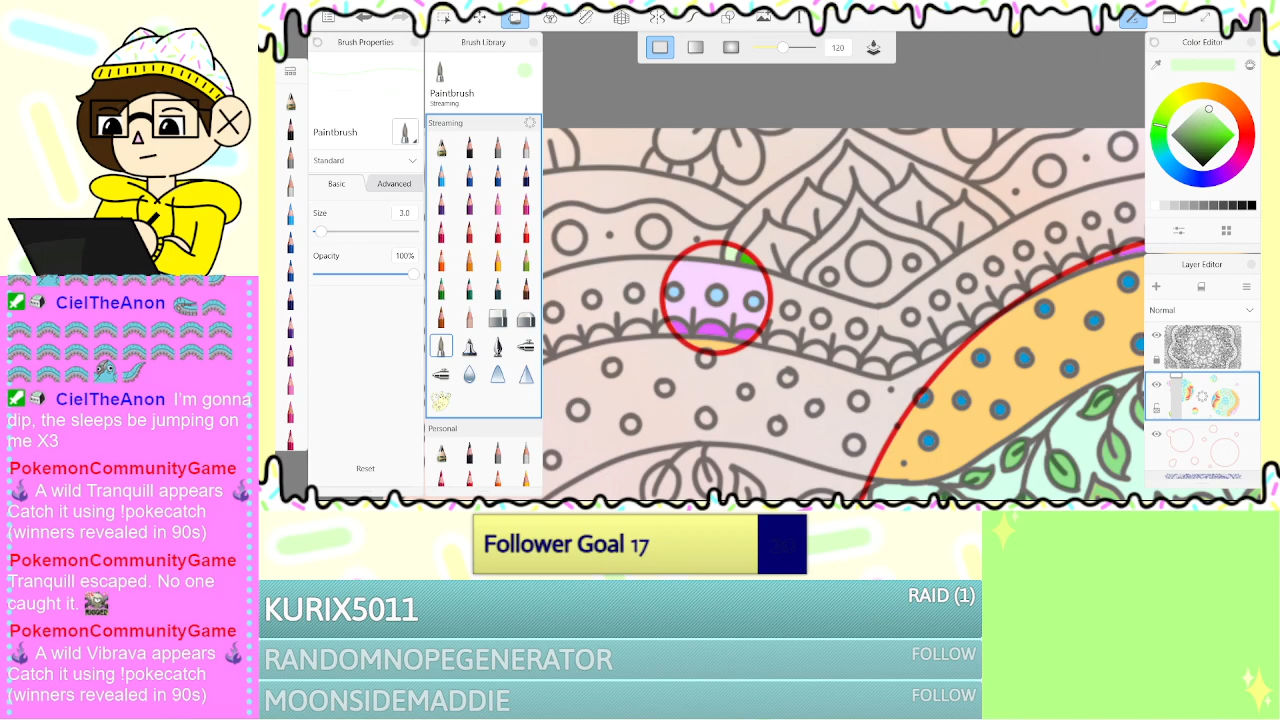 Brush Properties
Paintbrush
Standard
Basic
Advanced
Size
3.0
Opacity
100%
Reset
Brush Library
Paintbrush
Streaming
Streaming
Personal
120
Color Editor
Layer Editor
Normal
CielTheAnon
CielTheAnon I'm gonna
dip, the sleeps be jumping on
me X3
PokemonCommunityGame
A wild Tranquill appears
Catch it using !pokecatch
(winners revealed in 90s)
PokemonCommunityGame
Tranquill escaped. No one
caught it.
PokemonCommunityGame
A wild Vibrava appears
Catch it using !pokecatch
(winners revealed in 90s)
Follower Goal 17
KURIX5011
RAID (1)
RANDOMNOPEGENERATOR
FOLLOW
MOONSIDEMADDIE
FOLLOW